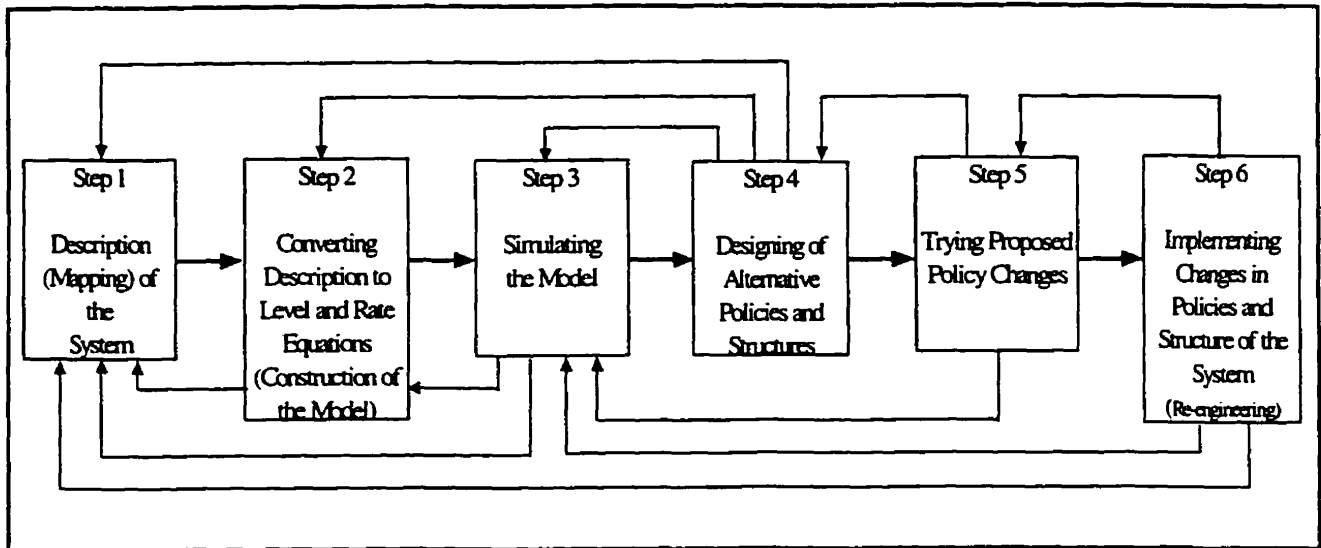 Step 1
Description
(Mapping) of
the
System
Step 2
Converting
Description to
Level and Rate
Equations
(Construction of
the Model)
Step 3
Simulating
the Model
Step 4
Designing of
Alternative
Policies and
Structures
Step 5
Trying Proposed
Policy Changes
Step 6
Implementing
Changes in
Policies and
Structure of the
System
(Re-engineering)